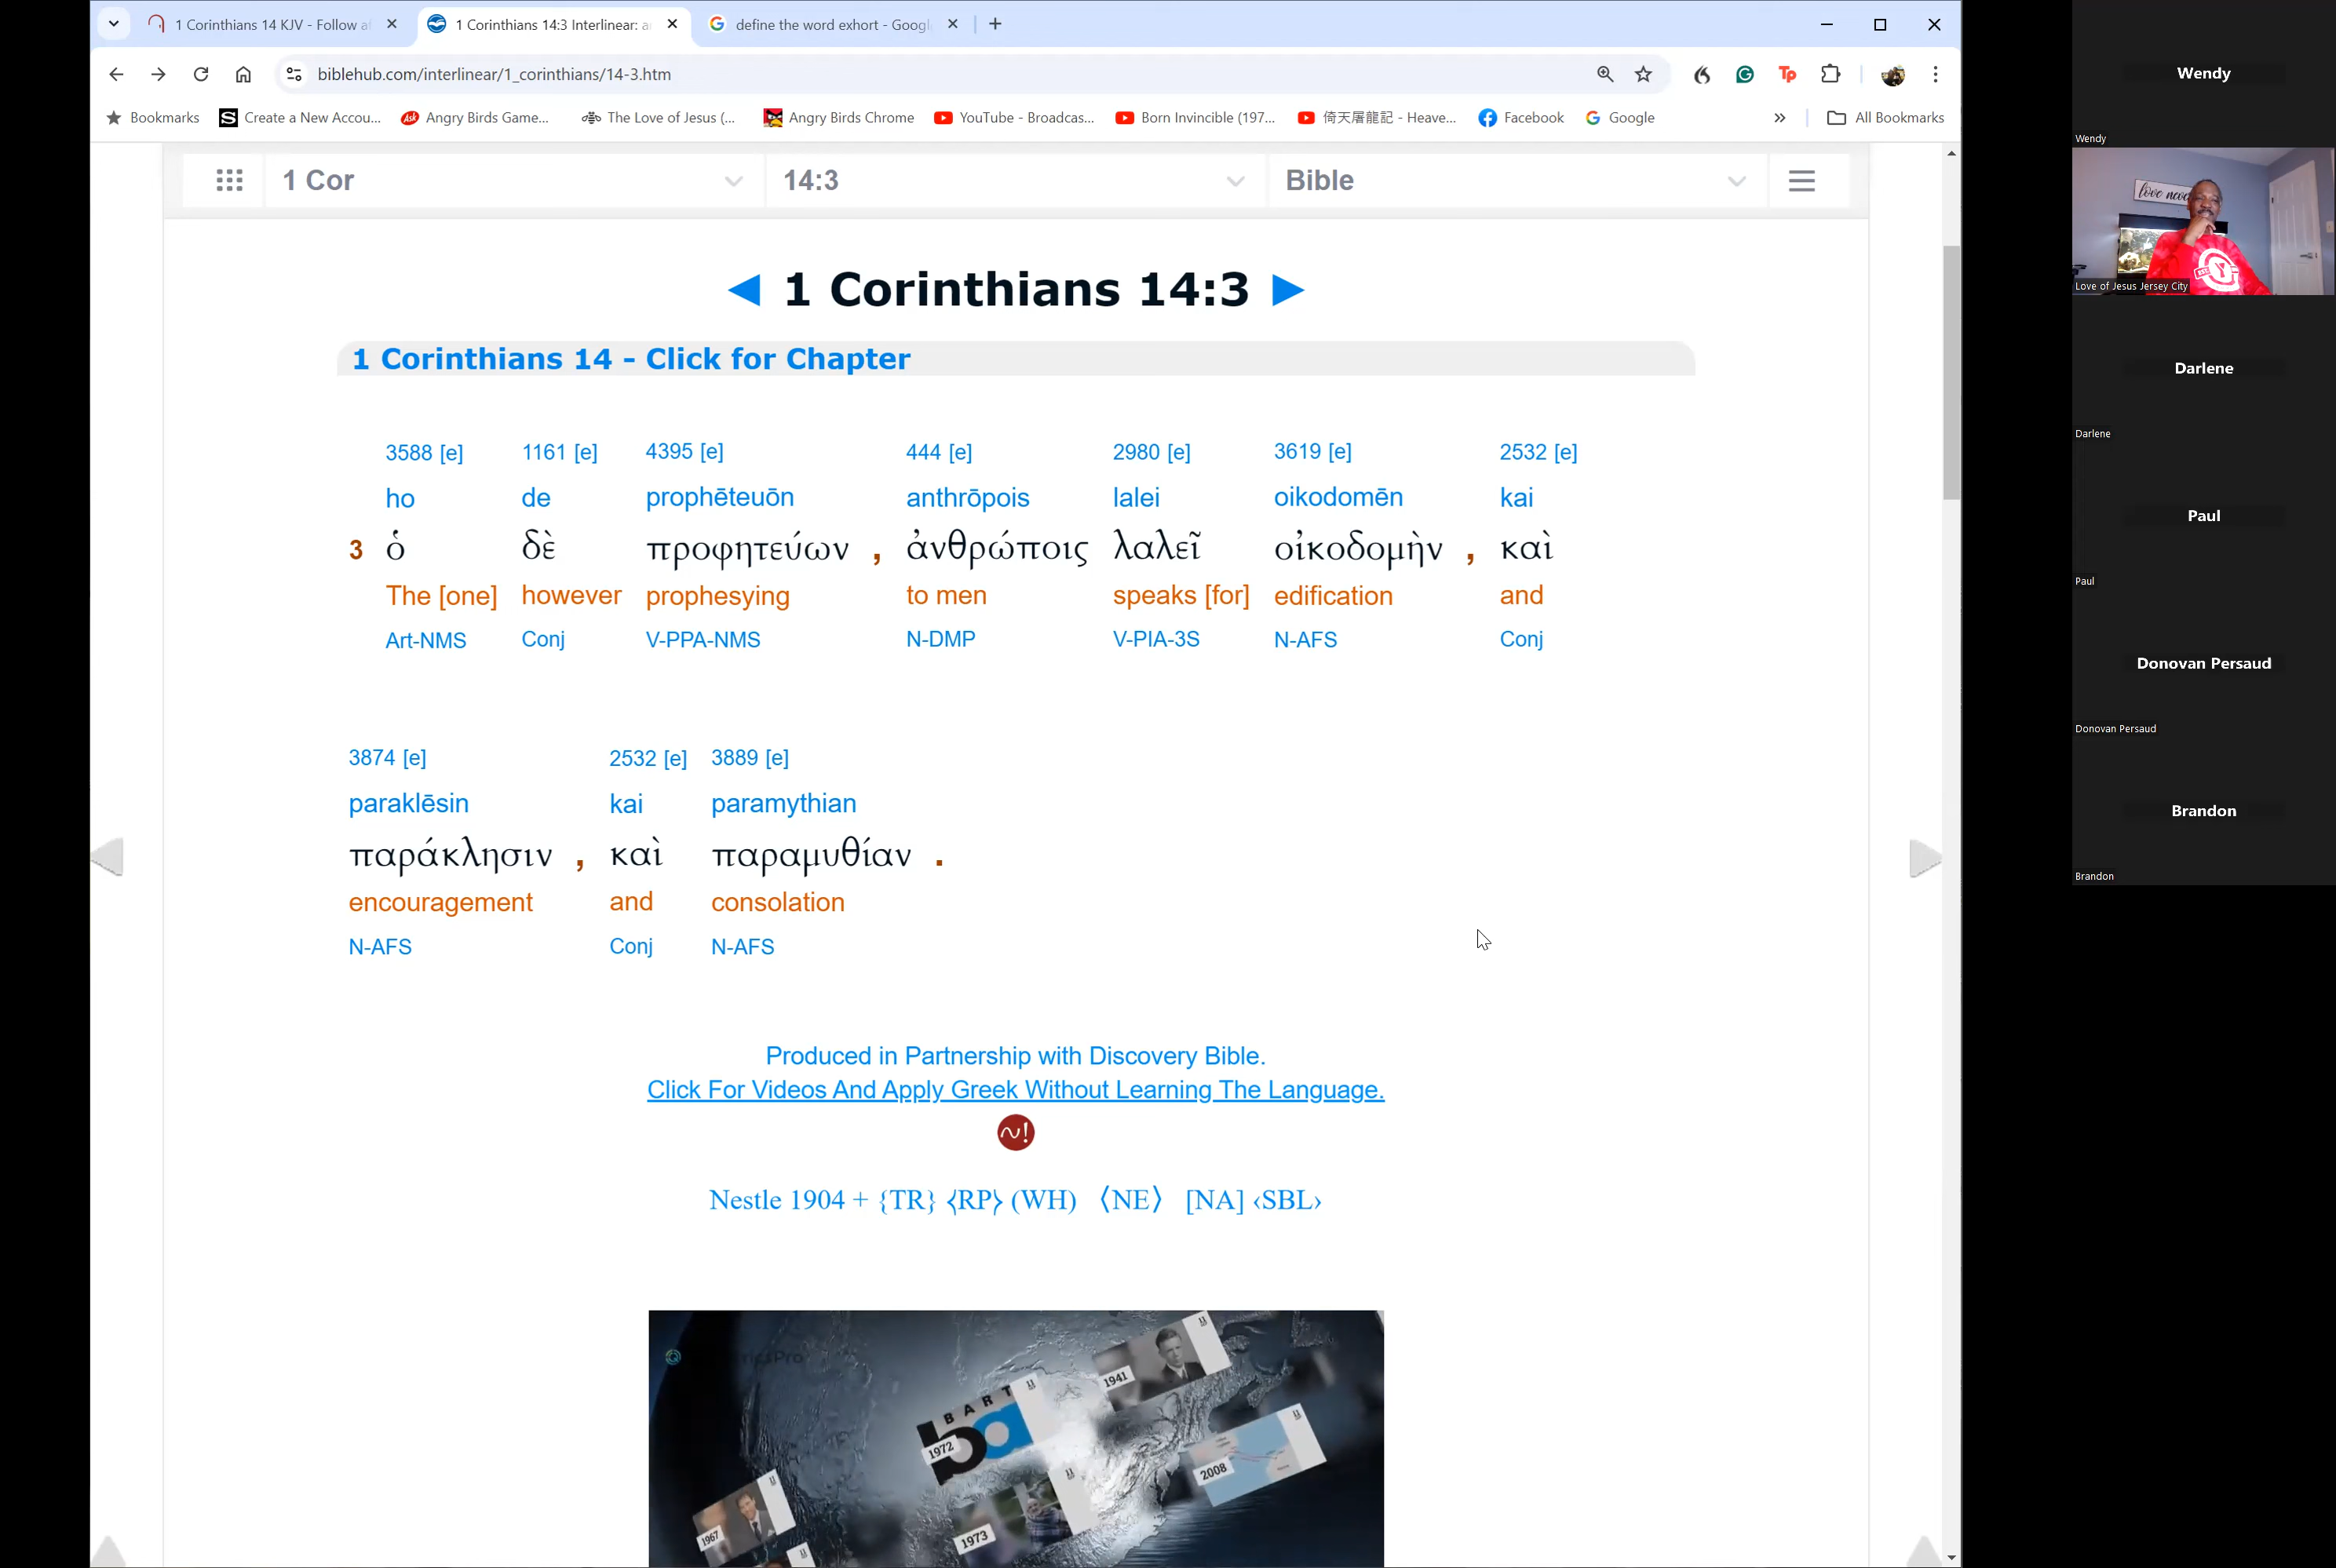 1 Corinthians 14 KJV - Follow a
1 Corinthians 14:3 Interlinear: a
define the word exhort - Googl
biblehub.com/interlinear/1_corinthians/14-3.htm
Bookmarks Create a New Accou... Angry Birds Game... The Love of Jesus (... Angry Birds Chrome YouTube - Broadcas... Born Invincible (197... 倚天屠龍記 - Heave... Facebook Google » All Bookmarks
1 Cor 14:3 Bible
1 Corinthians 14:3
1 Corinthians 14 - Click for Chapter
3588 [e] 1161 [e] 4395 [e] 444 [e] 2980 [e] 3619 [e] 2532 [e]
ho de prophēteuōn anthrōpois lalei oikodomēn kai
3 ὁ δὲ προφητεύων , ἀνθρώποις λαλεῖ οἰκοδομὴν , καὶ
The [one] however prophesying to men speaks [for] edification and
Art-NMS Conj V-PPA-NMS N-DMP V-PIA-3S N-AFS Conj
3874 [e] 2532 [e] 3889 [e]
paraklēsin kai paramythian
παράκλησιν , καὶ παραμυθίαν .
encouragement and consolation
N-AFS Conj N-AFS
Produced in Partnership with Discovery Bible.
Click For Videos And Apply Greek Without Learning The Language.
Nestle 1904 + {TR} ⧼RP⧽ (WH) 〈NE〉 [NA] ‹SBL›
1941
BART
ba
1972
2008
1967
1973
Wendy
Wendy
love
Love of Jesus Jersey City
Darlene
Darlene
Paul
Paul
Donovan Persaud
Donovan Persaud
Brandon
Brandon